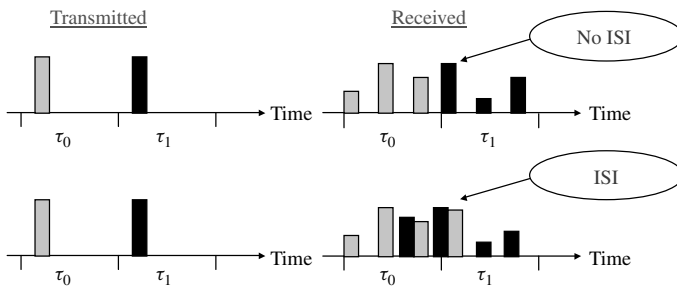 Transmitted
Received
No ISI
Time
Time
τ0
τ1
τ0
τ1
ISI
Time
Time
τ0
τ1
τ0
τ1